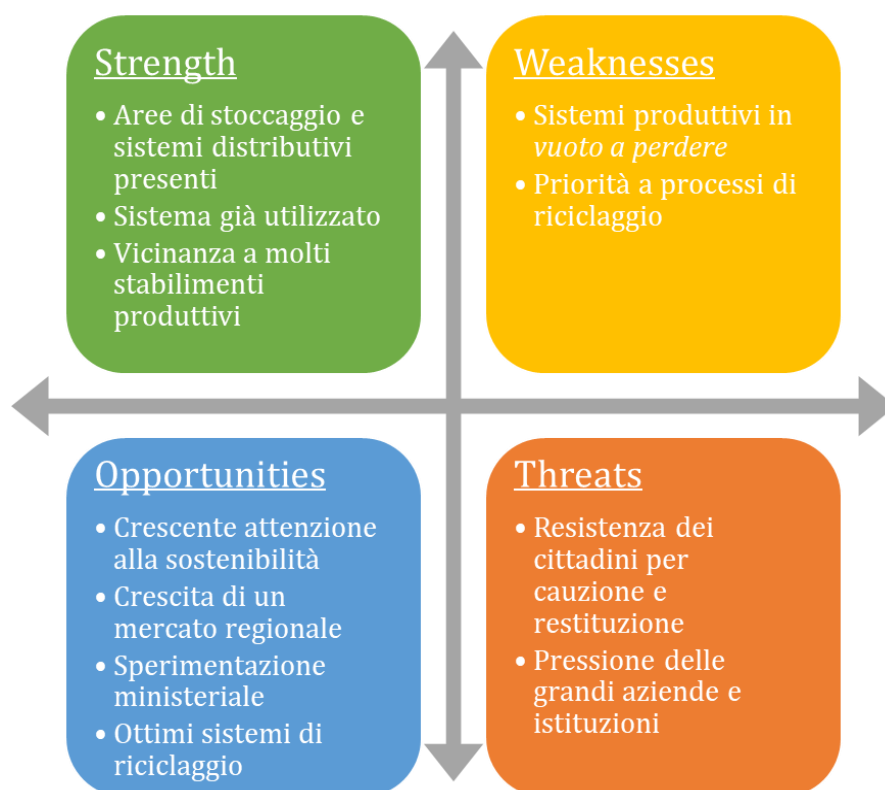 Strength
• Aree di stoccaggio e
sistemi distributivi
presenti
• Sistema già utilizzato
• Vicinanza a molti
stabilimenti
produttivi
Weaknesses
• Sistemi produttivi in
vuoto a perdere
• Priorità a processi di
riciclaggio
Opportunities
• Crescente attenzione
alla sostenibilità
• Crescita di un
mercato regionale
• Sperimentazione
ministeriale
• Ottimi sistemi di
riciclaggio
Threats
• Resistenza dei
cittadini per
cauzione e
restituzione
• Pressione delle
grandi aziende e
istituzioni